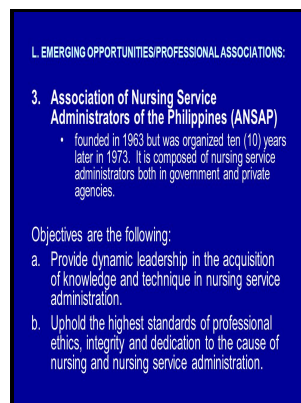 L. EMERGING OPPORTUNITIES/PROFESSIONAL ASSOCIATIONS:
3. Association of Nursing Service
Administrators of the Philippines (ANSAP)
• founded in 1963 but was organized ten (10) years
later in 1973. It is composed of nursing service
administrators both in government and private
agencies.
Objectives are the following:
a. Provide dynamic leadership in the acquisition
of knowledge and technique in nursing service
administration.
b. Uphold the highest standards of professional
ethics, integrity and dedication to the cause of
nursing and nursing service administration.